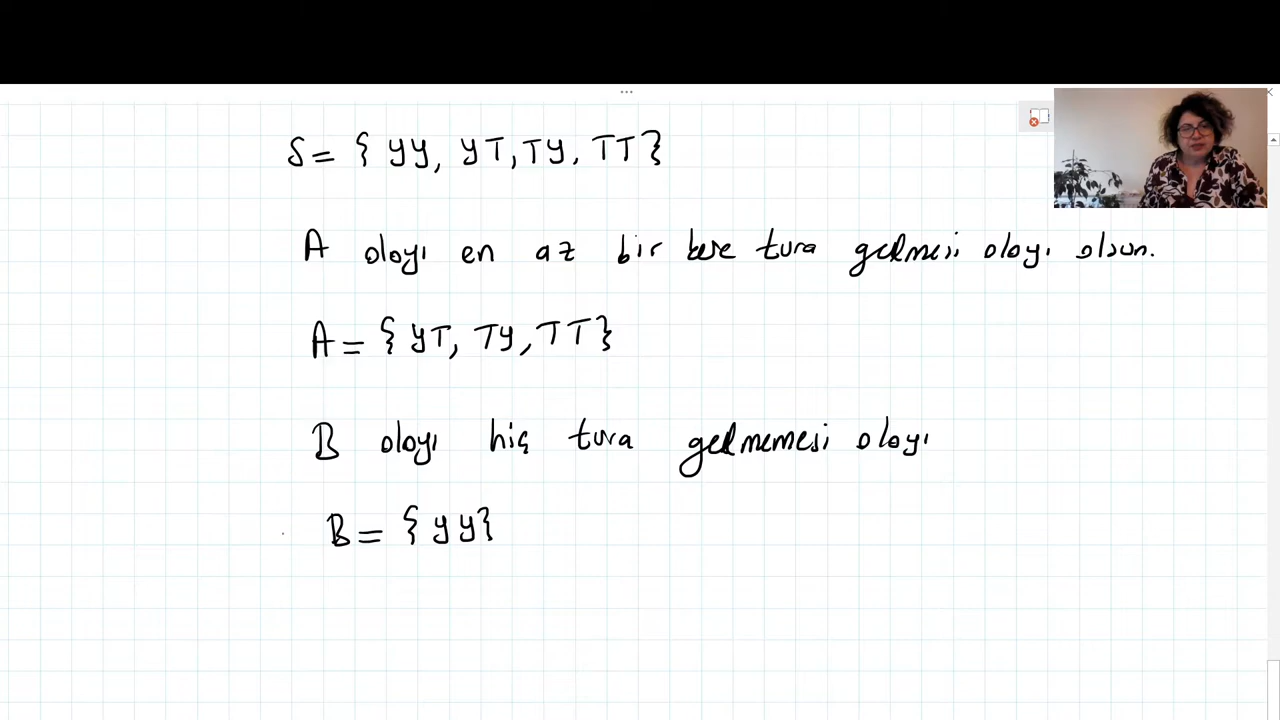 S = { YY, YT, TY, TT }
A olayı en az bir kere tura gelmesi olayı olsun.
A = { YT, TY, TT }
B olayı hiç tura gelmemesi olayı
B = { YY }